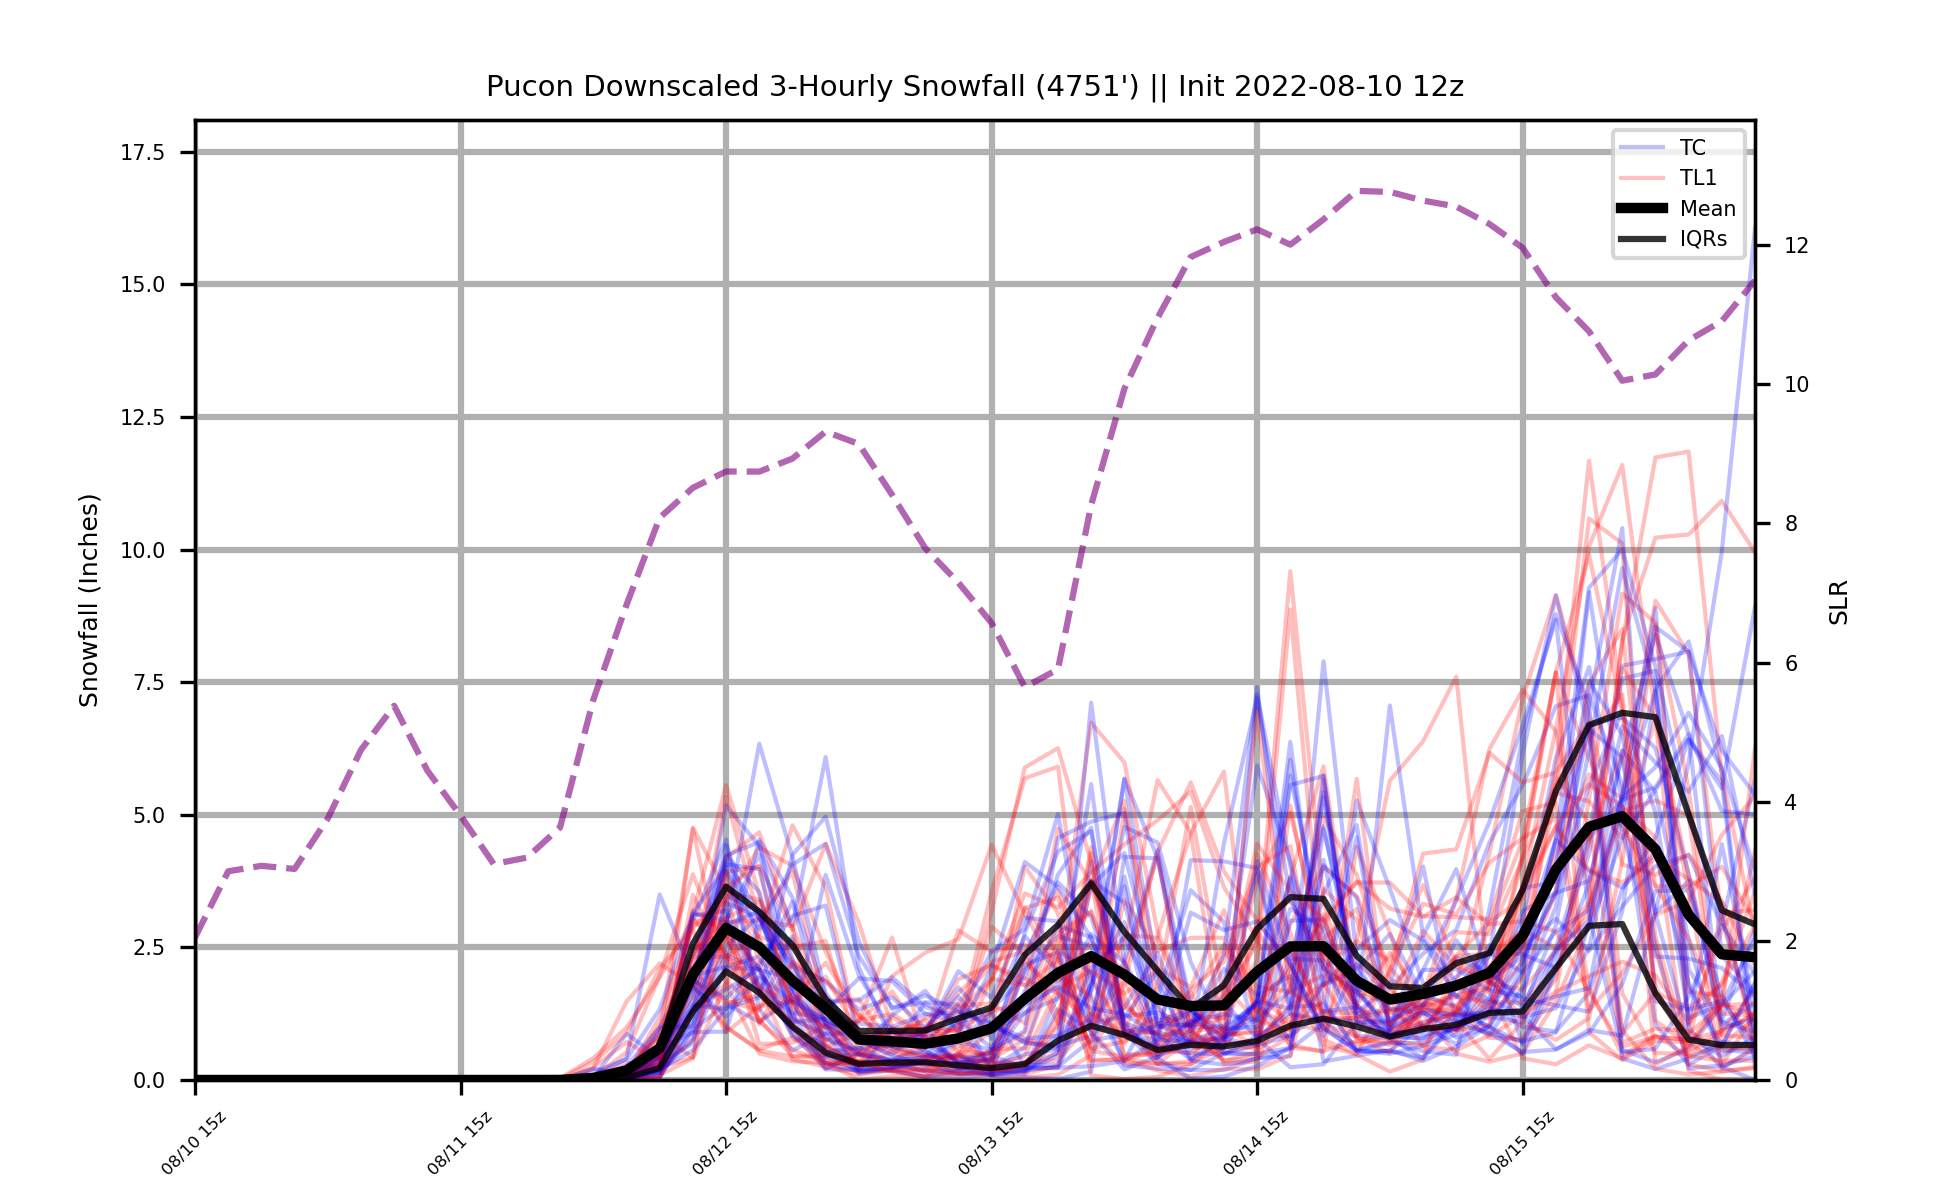 Pucon Downscaled 3-Hourly Snowfall (4751') || Init 2022-08-10 12z
TC
TL1
Mean
IQRs
17.5
15.0
12.5
10.0
7.5
5.0
2.5
0.0
Snowfall (Inches)
12
10
8
6
4
2
0
SLR
08/10 15z
08/11 15z
08/12 15z
08/13 15z
08/14 15z
08/15 15z